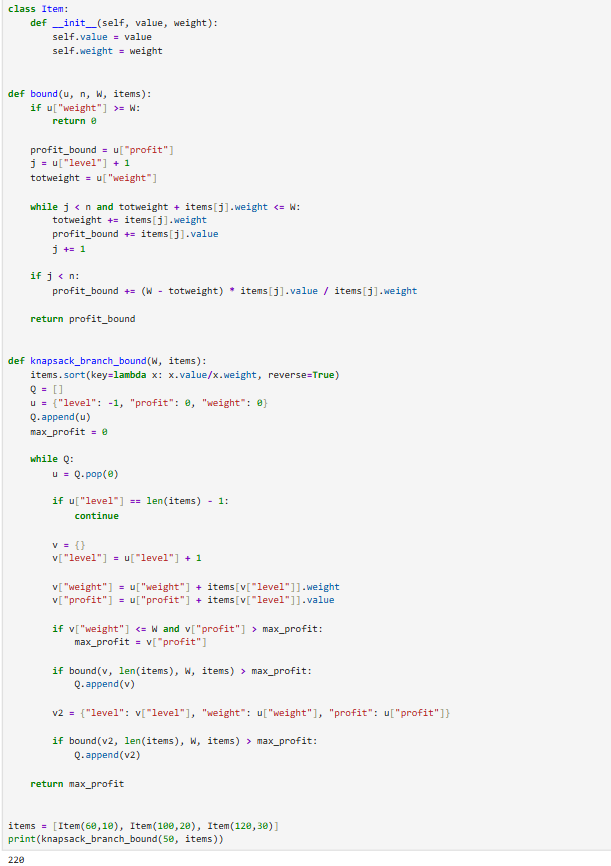 class Item:
    def __init__(self, value, weight):
        self.value = value
        self.weight = weight
def bound(u, n, W, items):
    if u["weight"] >= W:
        return 0
    profit_bound = u["profit"]
    j = u["level"] + 1
    totweight = u["weight"]
    while j < n and totweight + items[j].weight <= W:
        totweight += items[j].weight
        profit_bound += items[j].value
        j += 1
    if j < n:
        profit_bound += (W - totweight) * items[j].value / items[j].weight
    return profit_bound
def knapsack_branch_bound(W, items):
    items.sort(key=lambda x: x.value/x.weight, reverse=True)
    Q = []
    u = {"level": -1, "profit": 0, "weight": 0}
    Q.append(u)
    max_profit = 0
    while Q:
        u = Q.pop(0)
        if u["level"] == len(items) - 1:
            continue
        v = {}
        v["level"] = u["level"] + 1
        v["weight"] = u["weight"] + items[v["level"]].weight
        v["profit"] = u["profit"] + items[v["level"]].value
        if v["weight"] <= W and v["profit"] > max_profit:
            max_profit = v["profit"]
        if bound(v, len(items), W, items) > max_profit:
            Q.append(v)
        v2 = {"level": v["level"], "weight": u["weight"], "profit": u["profit"]}
        if bound(v2, len(items), W, items) > max_profit:
            Q.append(v2)
    return max_profit
items = [Item(60,10), Item(100,20), Item(120,30)]
print(knapsack_branch_bound(50, items))
220